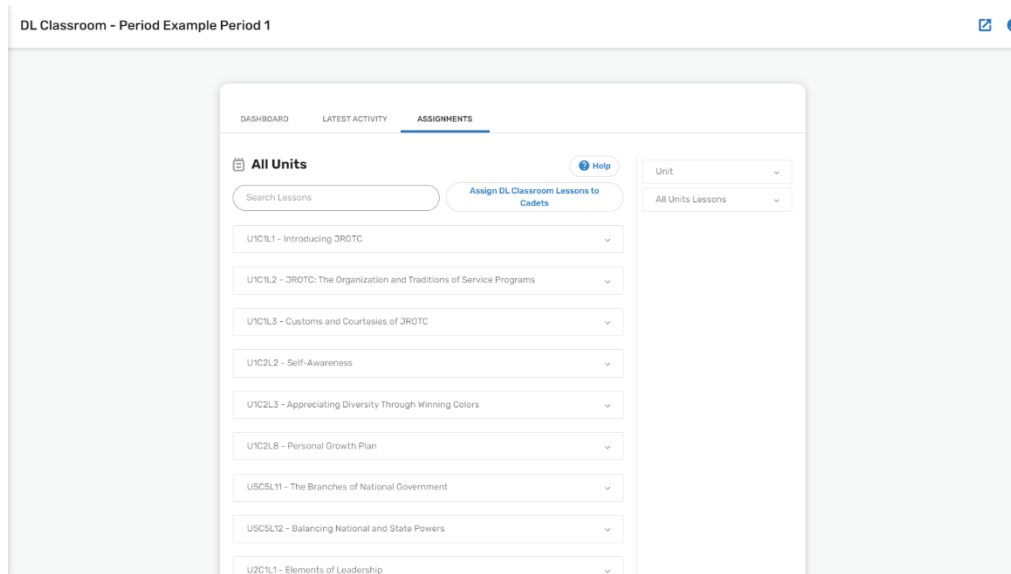 DL Classroom - Period Example Period 1
DASHBOARD LATEST ACTIVITY ASSIGNMENTS
All Units
Help
Search Lessons
Assign DL Classroom Lessons to
Cadets
Unit
All Units Lessons
U1C1L1 - Introducing JROTC
U1C1L2 - JROTC: The Organization and Traditions of Service Programs
U1C1L3 - Customs and Courtesies of JROTC
U1C2L2 - Self-Awareness
U1C2L3 - Appreciating Diversity Through Winning Colors
U1C2L8 - Personal Growth Plan
U5C5L11 - The Branches of National Government
U5C5L12 - Balancing National and State Powers
U2C1L1 - Elements of Leadership